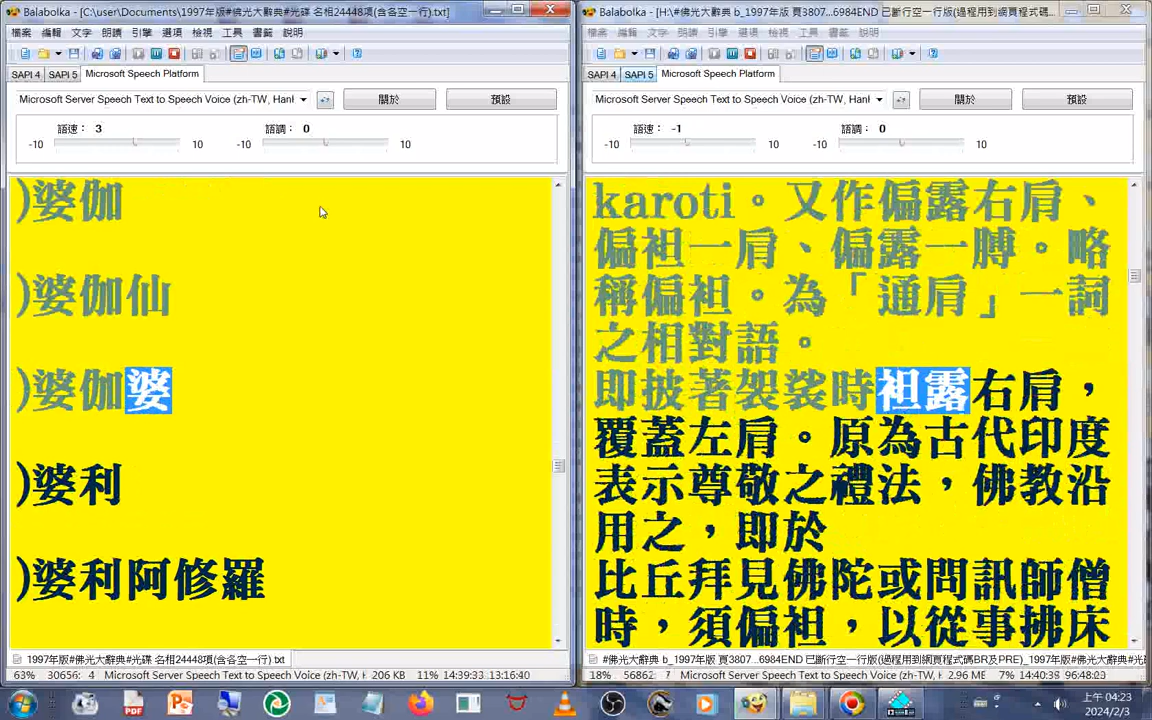 Balabolka - [C:\user\Documents\1997年版#佛光大辭典#光碟 名相24448項(含各空一行).txt]
檔案 編輯 文字 朗讀 引擎 選項 檢視 工具 書籤 說明
SAPI 4 SAPI 5 Microsoft Speech Platform
Microsoft Server Speech Text to Speech Voice (zh-TW, Hanl
關於
預設
語速： 3
語調： 0
-10 10 -10 10
)婆伽
)婆伽仙
)婆伽婆
)婆利
)婆利阿修羅
1997年版#佛光大辭典#光碟 名相24448項(含各空一行).txt
63% 26436: 4 Microsoft Server Speech Text to Speech Voice (zh-TW, H 206 KB 11% 14:39:33 13:16:40
Balabolka - [H:\#佛光大辭典 b_1997年版 頁3807...6984END 已斷行空一行版(過程用到網頁程式碼...
檔案 編輯 文字 朗讀 引擎 選項 檢視 工具 書籤 說明
SAPI 4 SAPI 5 Microsoft Speech Platform
Microsoft Server Speech Text to Speech Voice (zh-TW, Hanl
關於
預設
語速： -1
語調： 0
-10 10 -10 10
karoti。又作偏露右肩、
偏袒一肩、偏露一膊。略
稱偏袒。為「通肩」一詞
之相對語。
即披著袈裟時袒露右肩，
覆蓋左肩。原為古代印度
表示尊敬之禮法，佛教沿
用之，即於
比丘拜見佛陀或問訊師僧
時，須偏袒，以從事拂床
#佛光大辭典 b_1997年版 頁3807...6984END 已斷行空一行版(過程用到網頁程式碼BR及PRE)_1997年版#佛光
18% 56862: 7 Microsoft Server Speech Text to Speech Voice (zh-TW, H 2.96 ME 7% 14:40:39 96:48:23
上午 04:23
2024/2/3